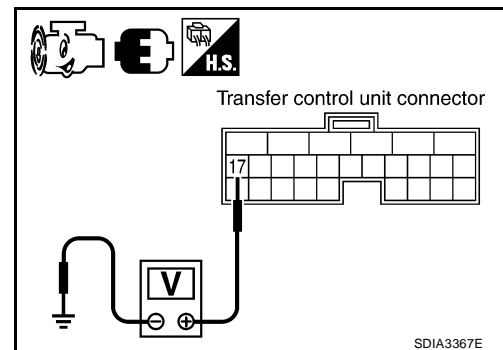 H.S.
Transfer control unit connector
17
V
SDIA3367E